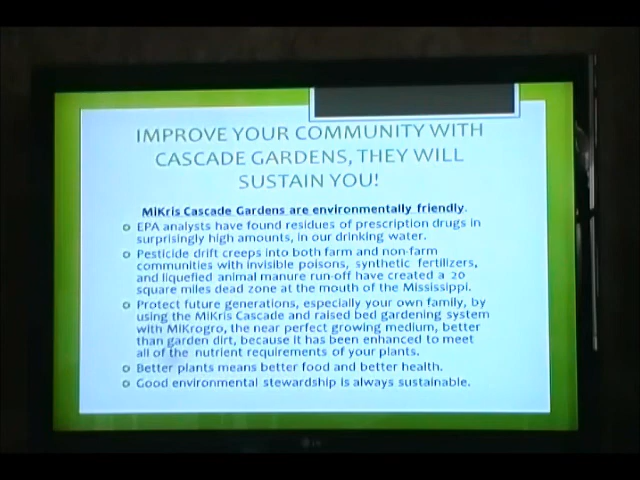 IMPROVE YOUR COMMUNITY WITH
CASCADE GARDENS, THEY WILL
SUSTAIN YOU!
MiKris Cascade Gardens are environmentally friendly.
EPA analysts have found residues of prescription drugs in
surprisingly high amounts, in our drinking water.
Pesticide drift creeps into both farm and non-farm
communities with invisible poisons, synthetic fertilizers,
and liquefied animal manure run-off have created a 20
square miles dead zone at the mouth of the Mississippi.
Protect future generations, especially your own family, by
using the MiKris Cascade and raised bed gardening system
with MiKrogro, the near perfect growing medium, better
than garden dirt, because it has been enhanced to meet
all of the nutrient requirements of your plants.
Better plants means better food and better health.
Good environmental stewardship is always sustainable.
LG